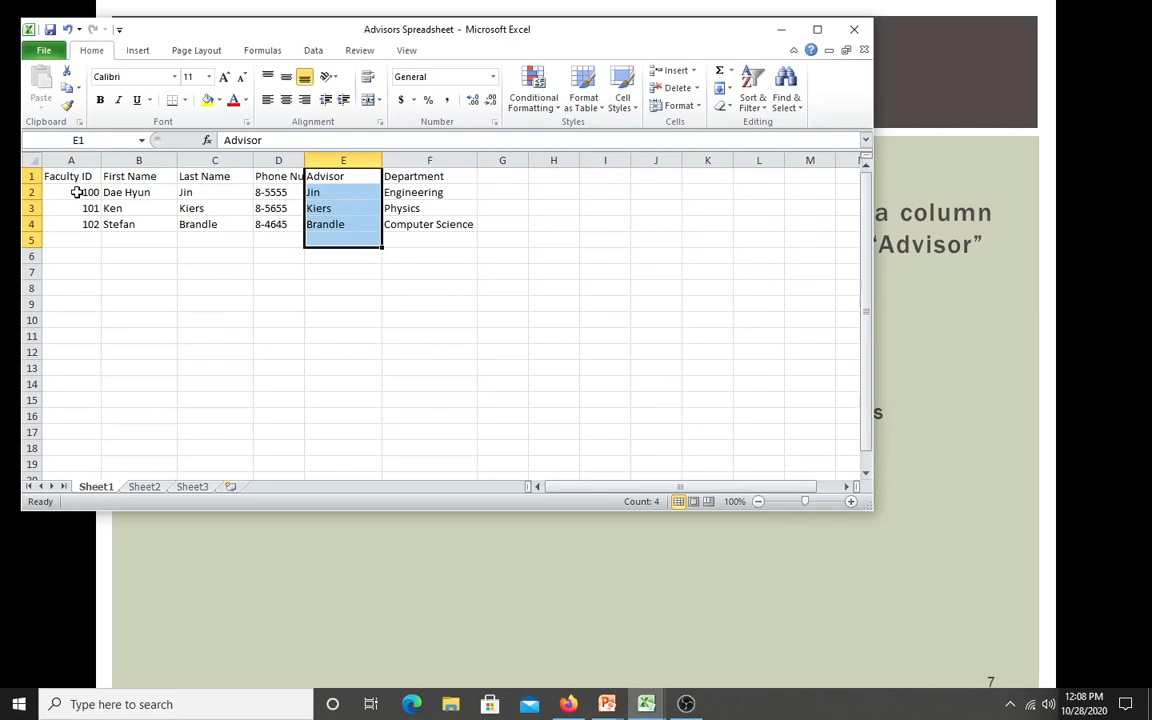 Advisors Spreadsheet - Microsoft Excel
File Home Insert Page Layout Formulas Data Review View
Paste
Calibri 11
B I U
General
$ % ,
Conditional Formatting
Format as Table
Cell Styles
Insert
Delete
Format
Sort & Filter
Find & Select
Clipboard Font Alignment Number Styles Cells Editing
E1 fx Advisor
A B C D E F G H I J K L M
1 Faculty ID First Name Last Name Phone Nu Advisor Department
2 100 Dae Hyun Jin 8-5555 Jin Engineering
3 101 Ken Kiers 8-5655 Kiers Physics
4 102 Stefan Brandle 8-4645 Brandle Computer Science
5
6
7
8
9
10
11
12
13
14
15
16
17
18
19
Sheet1 Sheet2 Sheet3
Ready Count: 4 100%
a column
"Advisor"
s
7
Type here to search
12:08 PM
10/28/2020